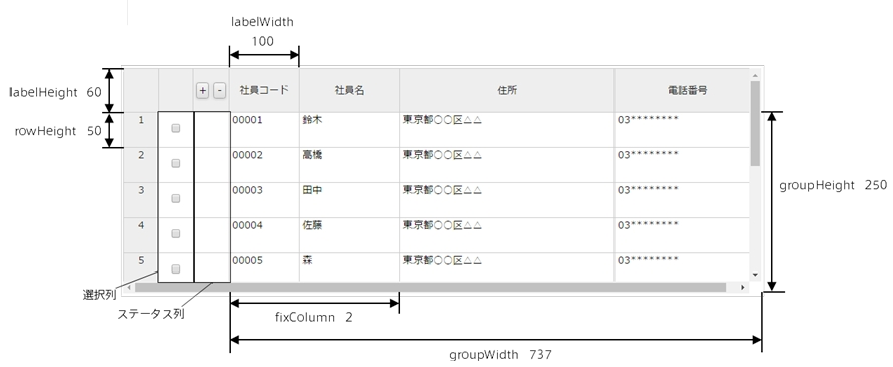 labelWidth
100
labelHeight 60
+ - 社員コード 社員名 住所 電話番号
rowHeight 50
1 00001 鈴木 東京都〇〇区△△ 03********
2 00002 高橋 東京都〇〇区△△ 03********
3 00003 田中 東京都〇〇区△△ 03********
4 00004 佐藤 東京都〇〇区△△ 03********
5 00005 森 東京都〇〇区△△ 03********
groupHeight 250
選択列
ステータス列
fixColumn 2
groupWidth 737